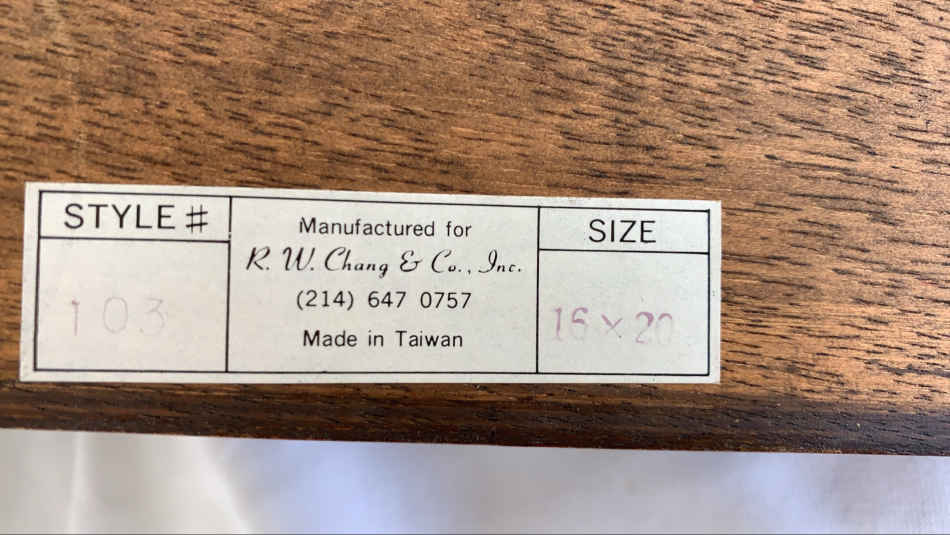 STYLE #
103
Manufactured for
R. W. Chang & Co., Inc.
(214) 647 0757
Made in Taiwan
SIZE
16 x 20